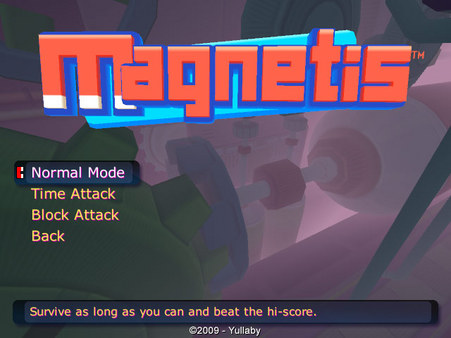 Magnetis™
Normal Mode
Time Attack
Block Attack
Back
Survive as long as you can and beat the hi-score.
©2009 - Yullaby